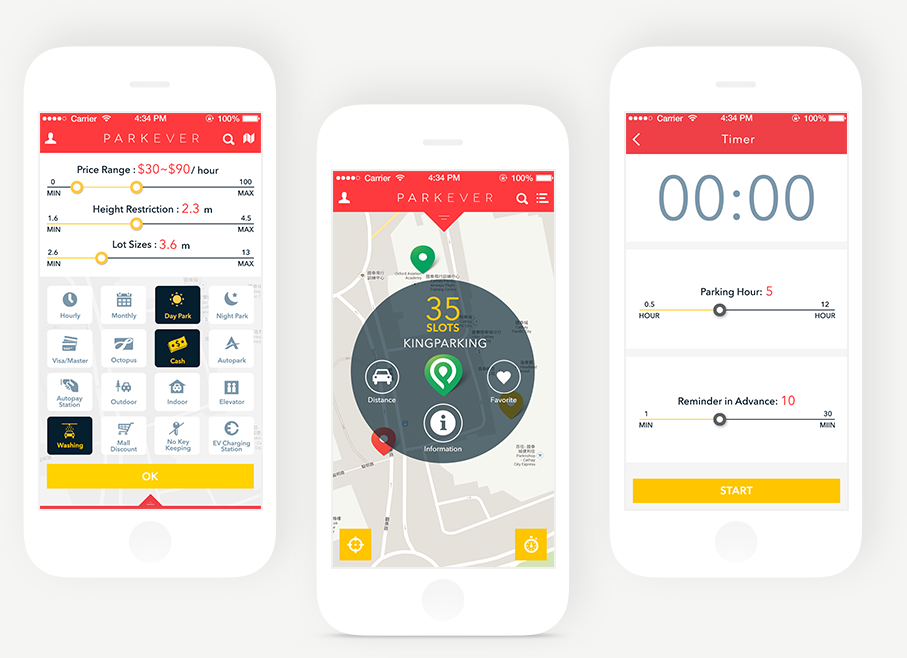 Carrier 4:34 PM 100%
PARKEVER
Price Range : $30~$90/ hour
0 100
MIN MAX
Height Restriction : 2.3 m
1.6 4.5
MIN MAX
Lot Sizes : 3.6 m
2.6 13
MIN MAX
Hourly Monthly Day Park Night Park
Visa/Master Octopus Cash Autopark
Autopay
Station Outdoor Indoor Elevator
Washing Mall
Discount No Key
Keeping EV Charging
Station
OK
Carrier 4:34 PM 100%
PARKEVER
35
SLOTS
KINGPARKING
Distance
Favorite
i
Information
City Express
Carrier 4:34 PM 100%
Timer
00:00
Parking Hour: 5
0.5 12
HOUR HOUR
Reminder in Advance: 10
1 30
MIN MIIN
START